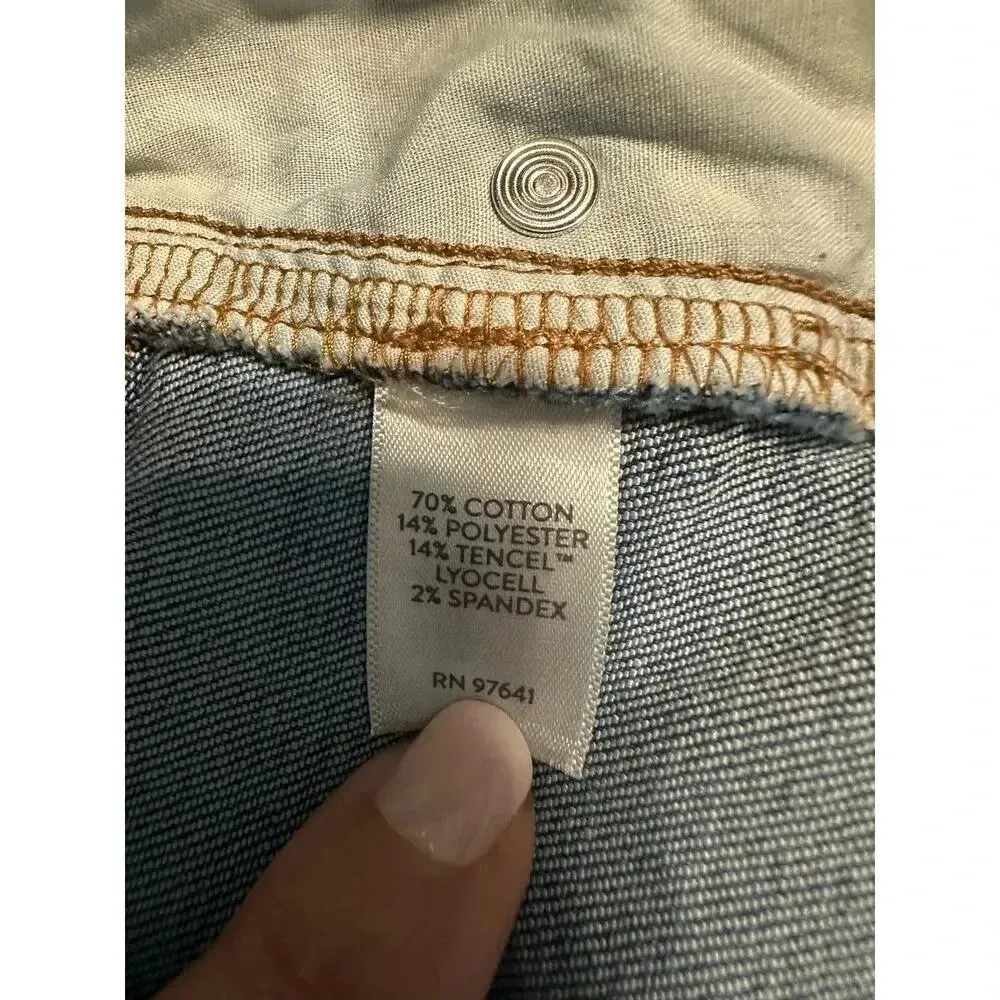 70% COTTON
14% POLYESTER
14% TENCEL™
LYOCELL
2% SPANDEX
RN 97641